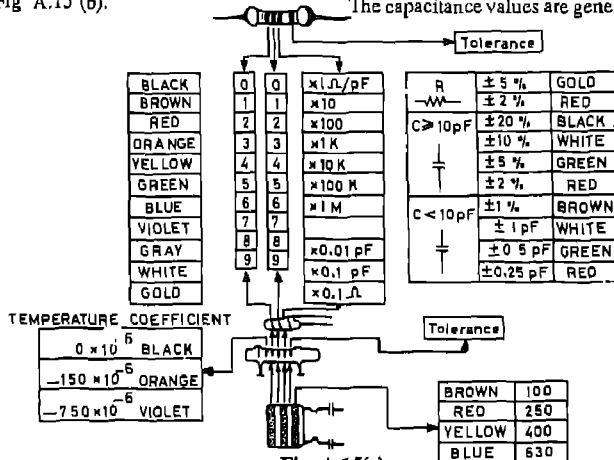 Fig A.15 (b).
The capacitance values are gene
Tolerance
BLACK 0 0 ×1Ω/pF
BROWN 1 1 ×10
RED 2 2 ×100
ORANGE 3 3 ×1K
YELLOW 4 4 ×10K
GREEN 5 5 ×100K
BLUE 6 6 ×1M
VIOLET 7 7
GRAY 8 8 ×0.01 pF
WHITE 9 9 ×0.1 pF
GOLD ×0.1Ω
R ±5 % GOLD
±2 % RED
C≥10pF ±20 % BLACK
±10 % WHITE
±5 % GREEN
±2 % RED
C<10pF ±1 % BROWN
±1pF WHITE
±0 5 pF GREEN
±0.25 pF RED
TEMPERATURE COEFFICIENT
0×10⁻⁶ BLACK
—150×10⁻⁶ ORANGE
—750×10⁻⁶ VIOLET
Tolerance
BROWN 100
RED 250
YELLOW 400
BLUE 630